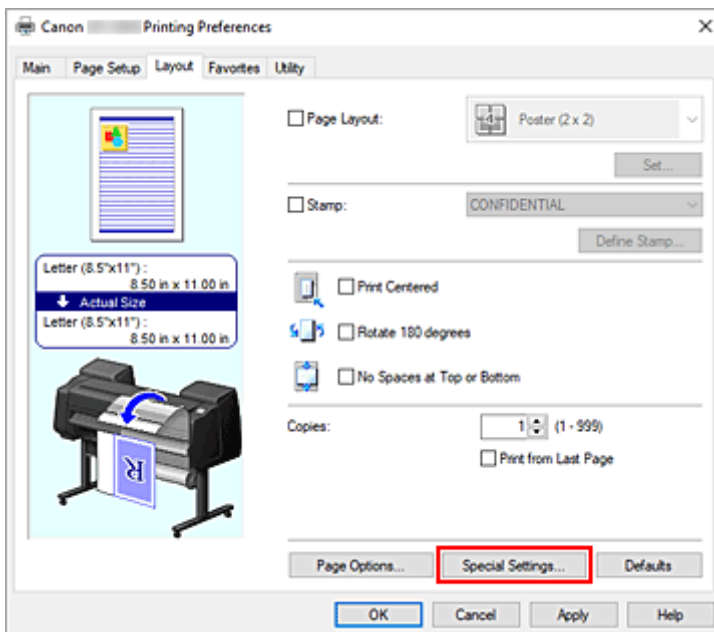 Canon Printing Preferences
Main Page Setup Layout Favorites Utility
Page Layout: Poster (2 x 2)
Set...
Stamp: CONFIDENTIAL
Define Stamp...
Letter (8.5"x11") :
8.50 in x 11.00 in
Actual Size
Letter (8.5"x11") :
8.50 in x 11.00 in
Print Centered
Rotate 180 degrees
No Spaces at Top or Bottom
Copies: 1 (1 - 999)
Print from Last Page
R
Page Options... Special Settings... Defaults
OK Cancel Apply Help